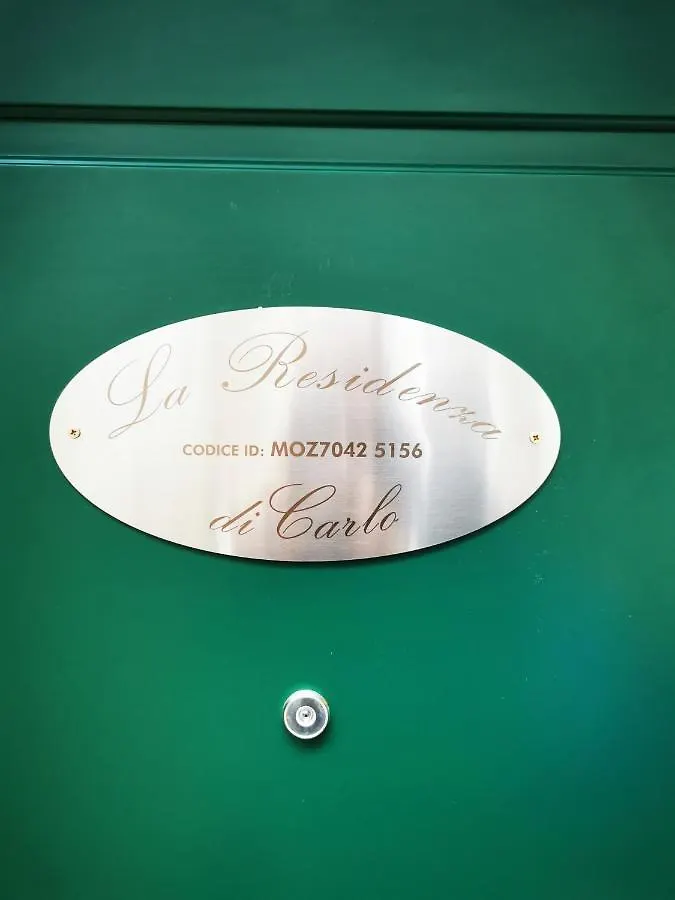 La Residenza
CODICE ID: MOZ7042 5156
di Carlo